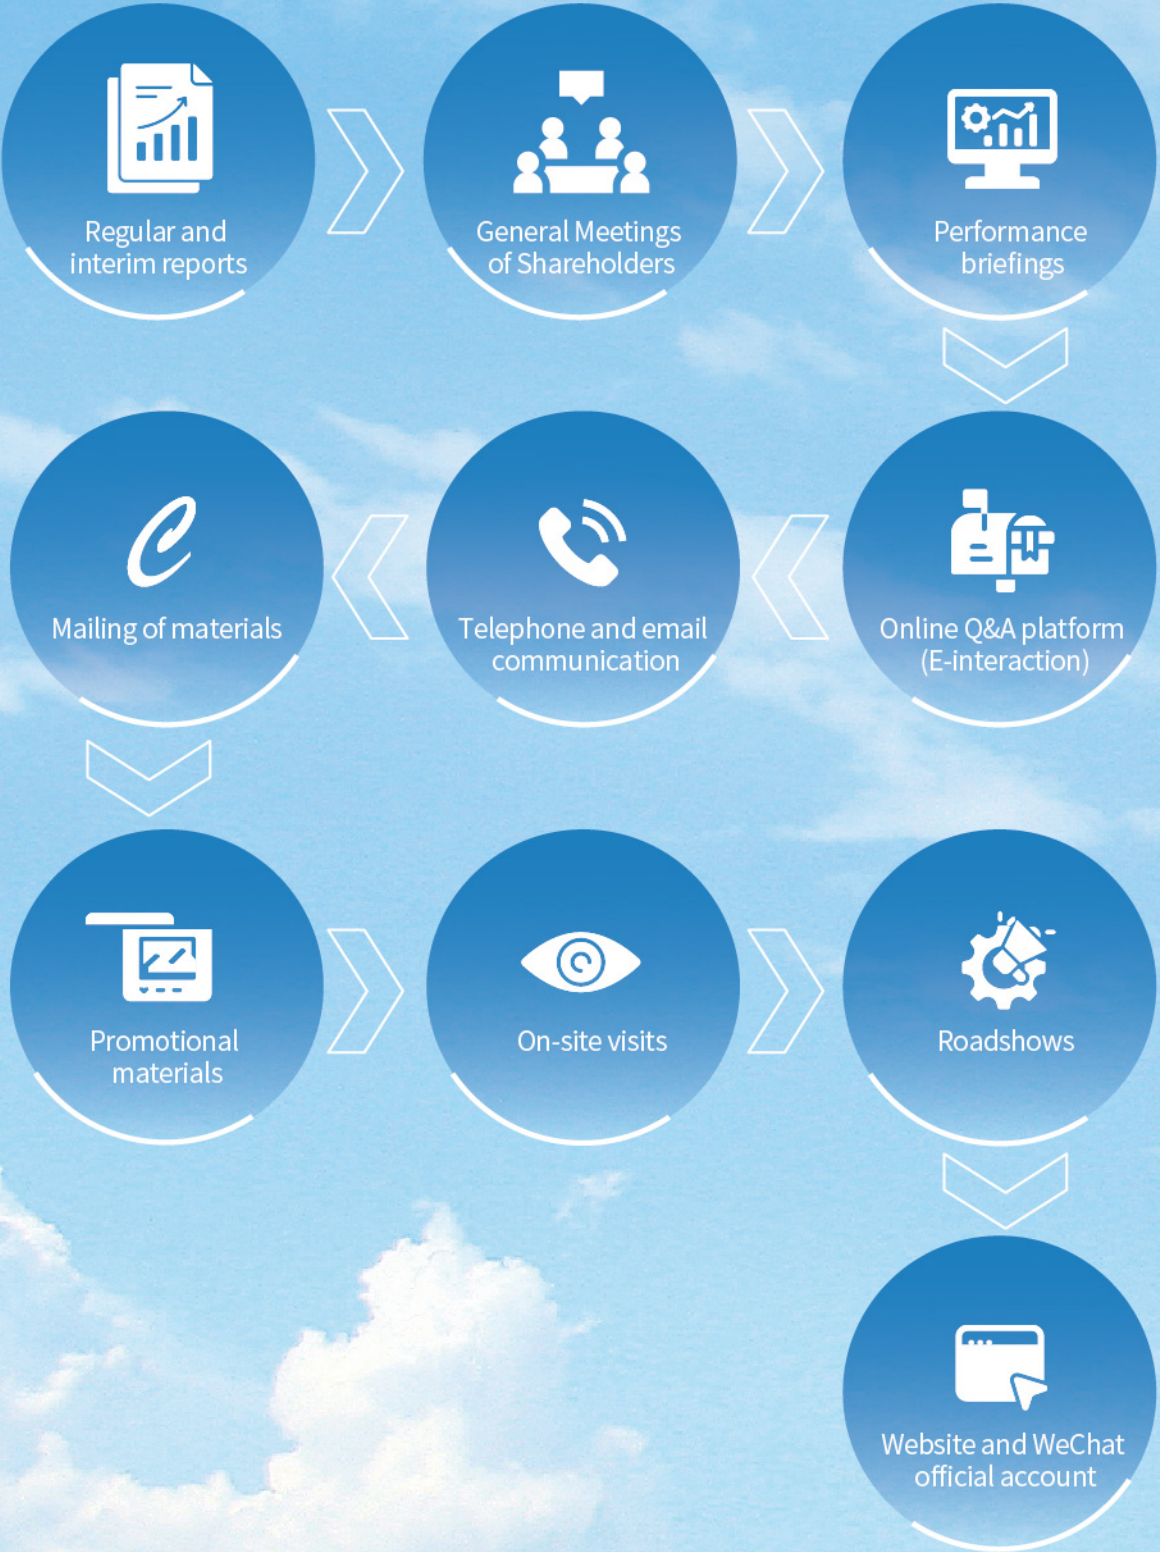 Regular and
interim reports
General Meetings
of Shareholders
Performance
briefings
Online Q&A platform
(E-interaction)
Telephone and email
communication
Mailing of materials
Promotional
materials
On-site visits
Roadshows
Website and WeChat
official account